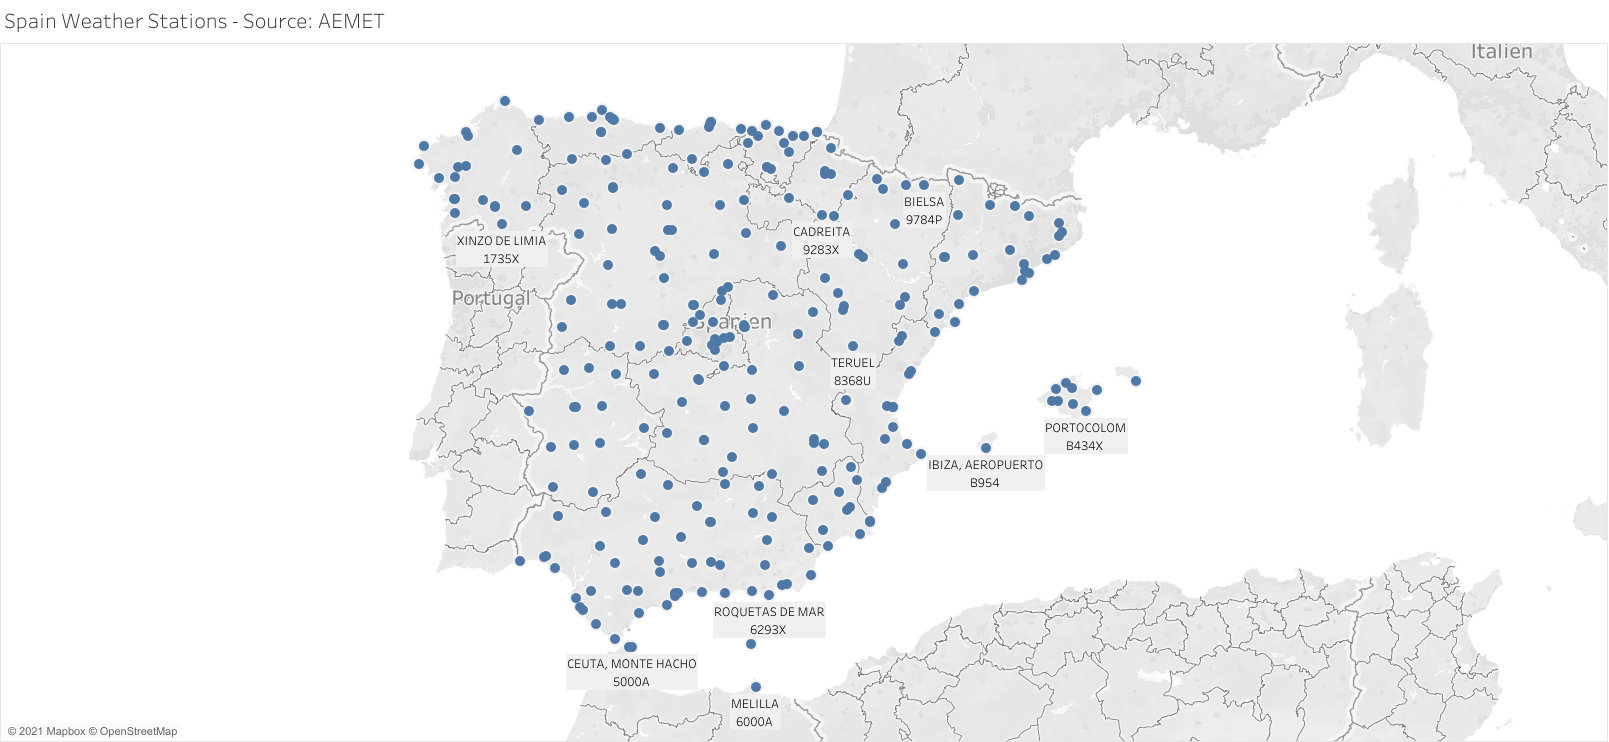 Spain Weather Stations - Source: AEMET
Italien
BIELSA
9784P
CADREITA
9283X
XINZO DE LIMIA
1735X
Portugal
Spanien
TERUEL
8368U
PORTOCOLOM
B434X
IBIZA, AEROPUERTO
B954
ROQUETAS DE MAR
6293X
CEUTA, MONTE HACHO
5000A
MELILLA
6000A
© 2021 Mapbox © OpenStreetMap